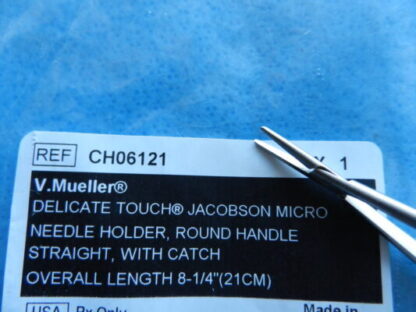 REF CH06121 1
V.Mueller®
DELICATE TOUCH® JACOBSON MICRO
NEEDLE HOLDER, ROUND HANDLE
STRAIGHT, WITH CATCH
OVERALL LENGTH 8-1/4"(21CM)
USA Rx Only Made in